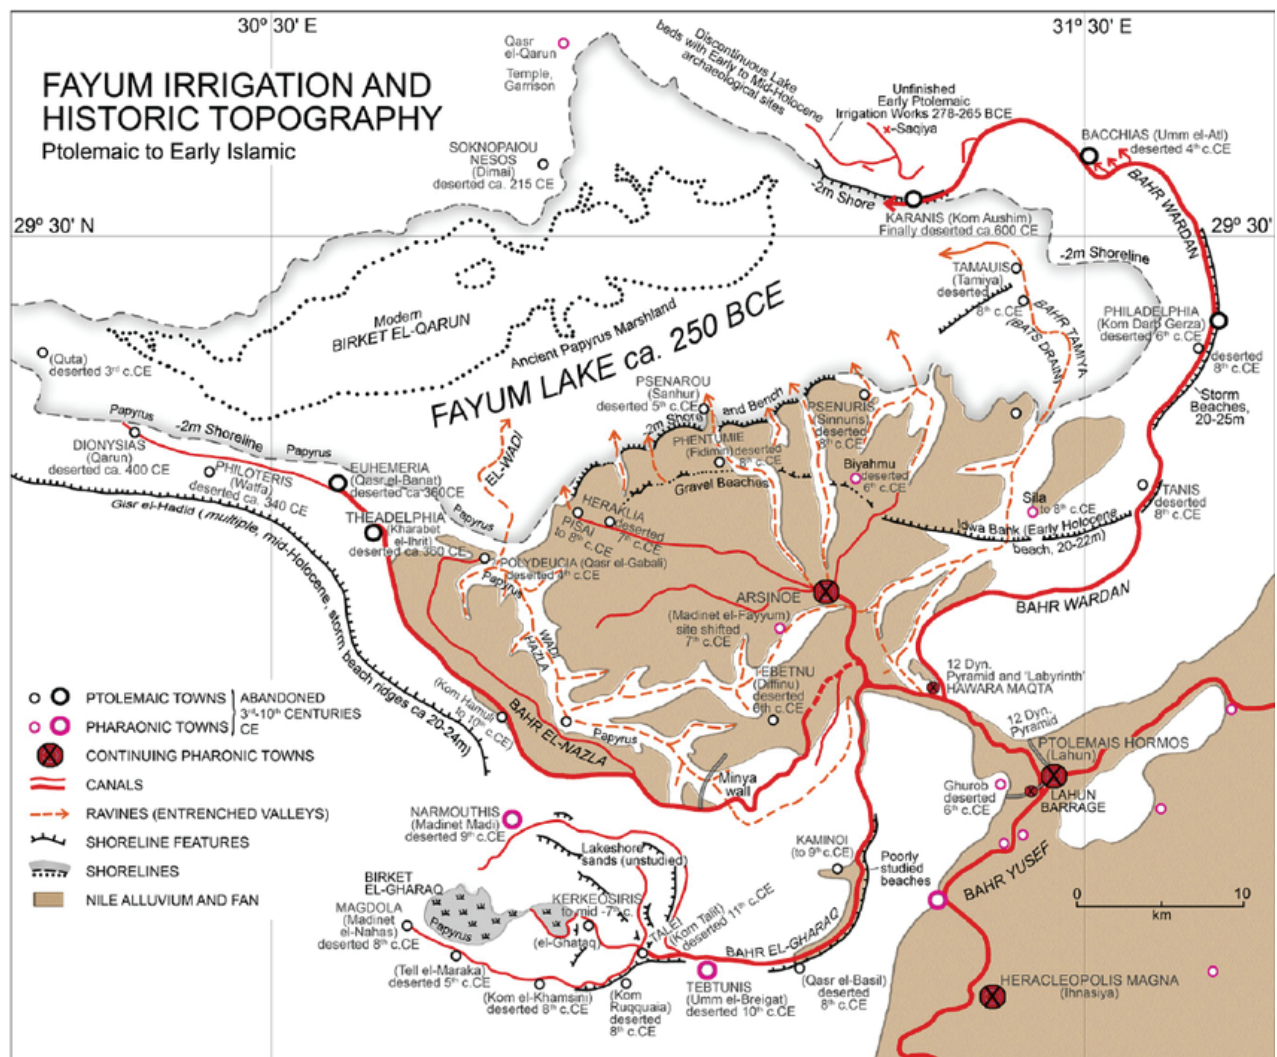 30° 30' E
31° 30' E
FAYUM IRRIGATION AND
HISTORIC TOPOGRAPHY
Ptolemaic to Early Islamic
Qasr
el-Qarun
Temple,
Garrison
Discontinuous Lake
beds with Early to Mid-Holocene
archaeological sites
Unfinished
Early Ptolemaic
Irrigation Works 278-265 BCE
x-Saqiya
BACCHIAS (Umm el-Atl)
deserted 4th c.CE
SOKNOPAIOU
NESOS
(Dimai)
deserted ca. 215 CE
-2m Shore
BAHR WARDAN
KARANIS (Kom Aushim)
Finally deserted ca.600 CE
29° 30' N
29° 30'
-2m Shoreline
TAMAUIS
(Tamiya)
deserted
8th c.CE
BAHR TAMIYA
(BATS DRAIN)
PHILADELPHIA
(Kom Darb Gerza)
deserted 6th c.CE
deserted
8th c.CE
Storm
Beaches,
20-25m
Modern
BIRKET EL-QARUN
Ancient Papyrus Marshland
FAYUM LAKE ca. 250 BCE
(Quta)
deserted 3rd c.CE
Papyrus
-2m Shoreline
Papyrus
DIONYSIAS
(Qarun)
deserted ca. 400 CE
PHILOTERIS
(Watfa)
deserted ca. 340 CE
EUHEMERIA
(Qasr el-Banat)
deserted ca 360CE
THEADELPHIA
(Kharabet
el-Ihrit)
deserted ca.360 CE
Papyrus
EL-WADI
PSENAROU
(Sanhur)
deserted 5th c.CE
-2m Shore and Bench
PHENTUMIE
(Fidimin) deserted
8th c.CE
PSENURIS
(Sinnuris)
deserted
8th c.CE
Gravel Beaches
Biyahmu
deserted
6th c.CE
HERAKLIA
deserted
7th c.CE
PISAI
to 8th c.CE
Sila
to 8th c.CE
TANIS
deserted
8th c.CE
Idwa Bank (Early Holocene
beach, 20-22m)
Gisr el-Hadid (multiple, mid-Holocene, storm, beach ridges ca 20-24m)
POLYDEUCIA (Qasr el-Gabali)
deserted 4th c.CE
Papyrus
WADI
NAZLA
ARSINOE
(Madinet el-Fayyum)
site shifted
7th c.CE
BAHR WARDAN
TEBETNU
(Diffinu)
deserted
6th c.CE
12 Dyn.
Pyramid and 'Labyrinth'
HAWARA MAQTA
12 Dyn.
Pyramid
PTOLEMAIS HORMOS
(Lahun)
LAHUN
BARRAGE
Ghurob
deserted
6th c.CE
(Kom Hamuli
to 10th c.CE)
BAHR EL-NAZLA
Papyrus
Minya
wall
PTOLEMAIC TOWNS
PHARAONIC TOWNS
ABANDONED
3rd-10th CENTURIES
CE
CONTINUING PHARONIC TOWNS
CANALS
RAVINES (ENTRENCHED VALLEYS)
SHORELINE FEATURES
SHORELINES
NILE ALLUVIUM AND FAN
NARMOUTHIS
(Madinet Madi)
deserted 9th c.CE
Lakeshore
sands (unstudied)
KAMINOI
(to 9th c.CE)
Poorly
studied
beaches
BAHR YUSEF
0 10
km
BIRKET
EL-GHARAQ
Papyrus
MAGDOLA
(Madinet
el-Nahas)
deserted 8th c.CE
KERKEOSIRIS
to mid -7th c.
(el-Ghataq)
TALEI
(Kom Talit)
deserted 11th c.CE
BAHR EL-GHARAQ
(Tell el-Maraka)
deserted 5th c.CE
(Kom el-Khamsini)
deserted 8th c.CE
(Kom
Ruqquaia)
deserted
8th c.CE
TEBTUNIS
(Umm el-Breigat)
deserted 10th c.CE
(Qasr el-Basil)
deserted
8th c.CE
HERACLEOPOLIS MAGNA
(Ihnasiya)